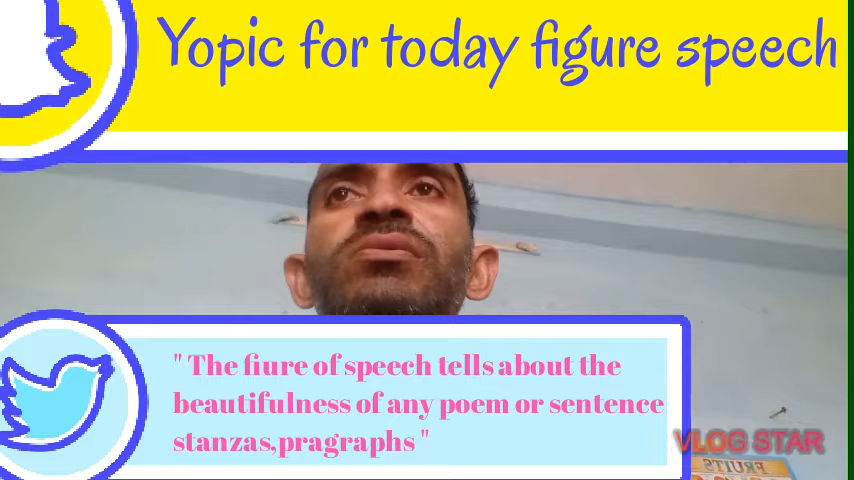 Yopic for today figure speech
" The fiure of speech tells about the
beautifulness of any poem or sentence
stanzas,pragraphs "
VLOG STAR
FRUITS